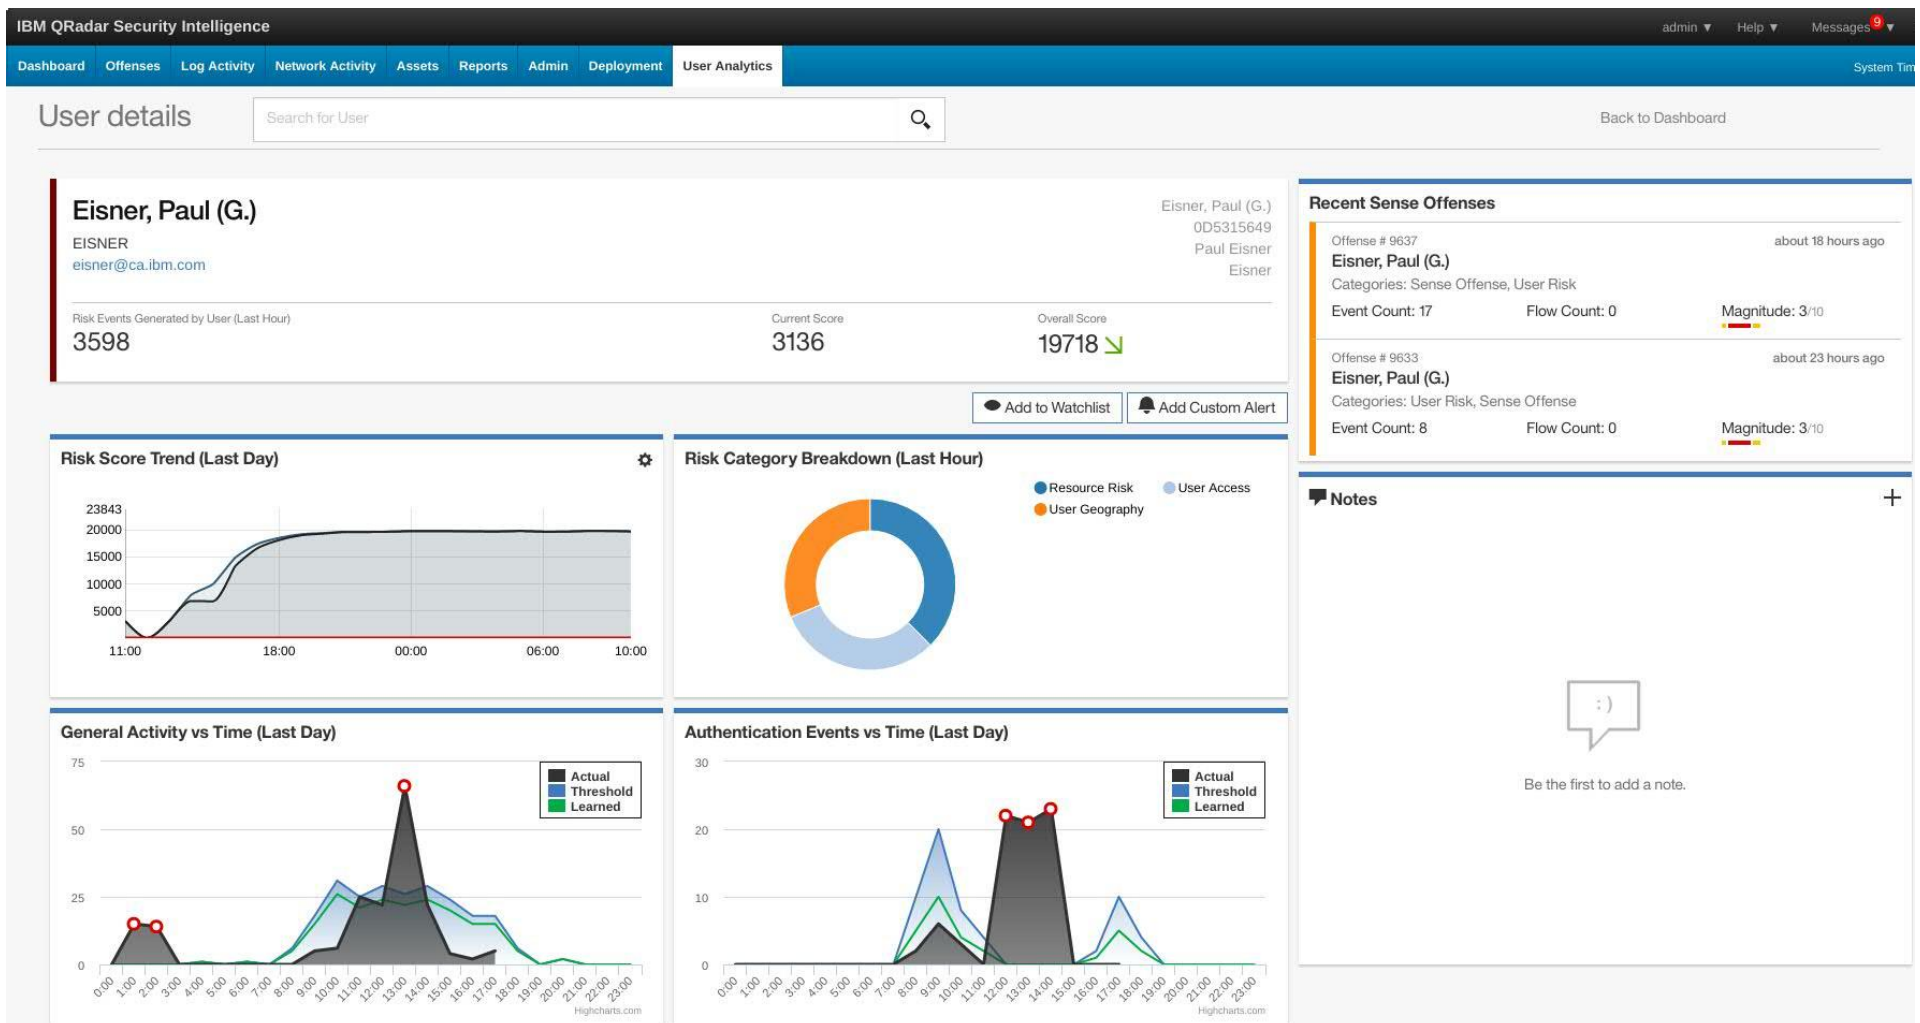 IBM QRadar Security Intelligence
admin ▼ Help ▼ Messages 9 ▼
Dashboard Offenses Log Activity Network Activity Assets Reports Admin Deployment User Analytics System Tim
User details
Search for User
Back to Dashboard
Eisner, Paul (G.)
EISNER
eisner@ca.ibm.com
Eisner, Paul (G.)
0D5315649
Paul Eisner
Eisner
Risk Events Generated by User (Last Hour)
3598
Current Score
3136
Overall Score
19718
Add to Watchlist
Add Custom Alert
Recent Sense Offenses
Offense # 9637 about 18 hours ago
Eisner, Paul (G.)
Categories: Sense Offense, User Risk
Event Count: 17 Flow Count: 0 Magnitude: 3/10
Offense # 9633 about 23 hours ago
Eisner, Paul (G.)
Categories: User Risk, Sense Offense
Event Count: 8 Flow Count: 0 Magnitude: 3/10
Risk Score Trend (Last Day)
23843
20000
15000
10000
5000
11:00 18:00 00:00 06:00 10:00
Risk Category Breakdown (Last Hour)
Resource Risk User Access
User Geography
Notes
:)
Be the first to add a note.
General Activity vs Time (Last Day)
75
50
25
0
Actual
Threshold
Learned
0:00 1:00 2:00 3:00 4:00 5:00 6:00 7:00 8:00 9:00 10:00 11:00 12:00 13:00 14:00 15:00 16:00 17:00 18:00 19:00 20:00 21:00 22:00 23:00
Highcharts.com
Authentication Events vs Time (Last Day)
30
20
10
0
Actual
Threshold
Learned
0:00 1:00 2:00 3:00 4:00 5:00 6:00 7:00 8:00 9:00 10:00 11:00 12:00 13:00 14:00 15:00 16:00 17:00 18:00 19:00 20:00 21:00 22:00 23:00
Highcharts.com